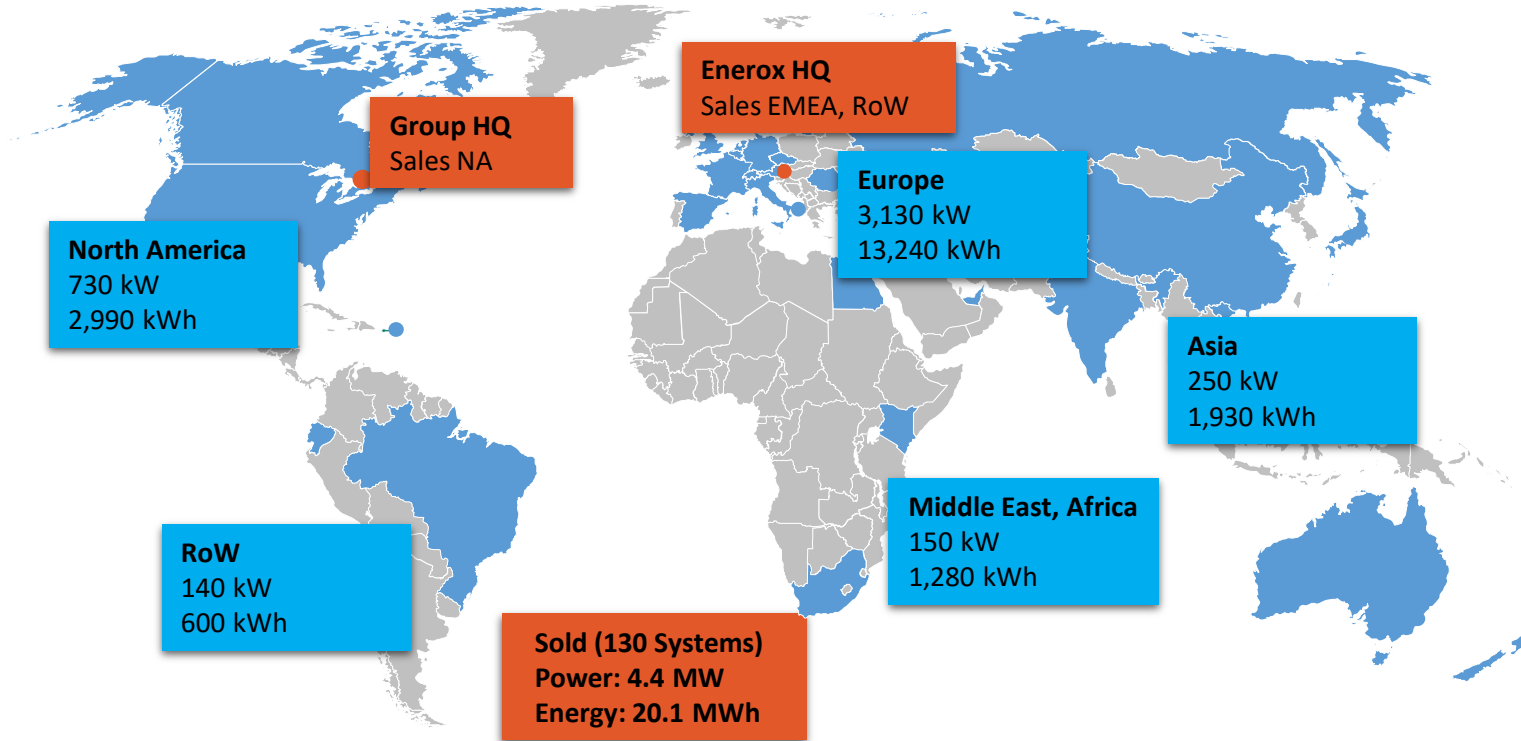 Enerox HQ
Sales EMEA, RoW
Group HQ
Sales NA
Europe
3,130 kW
13,240 kWh
North America
730 kW
2,990 kWh
Asia
250 kW
1,930 kWh
Middle East, Africa
150 kW
1,280 kWh
RoW
140 kW
600 kWh
Sold (130 Systems)
Power: 4.4 MW
Energy: 20.1 MWh